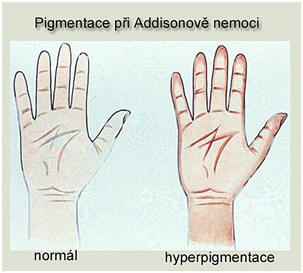 Pigmentace při Addisonově nemoci
normál
hyperpigmentace